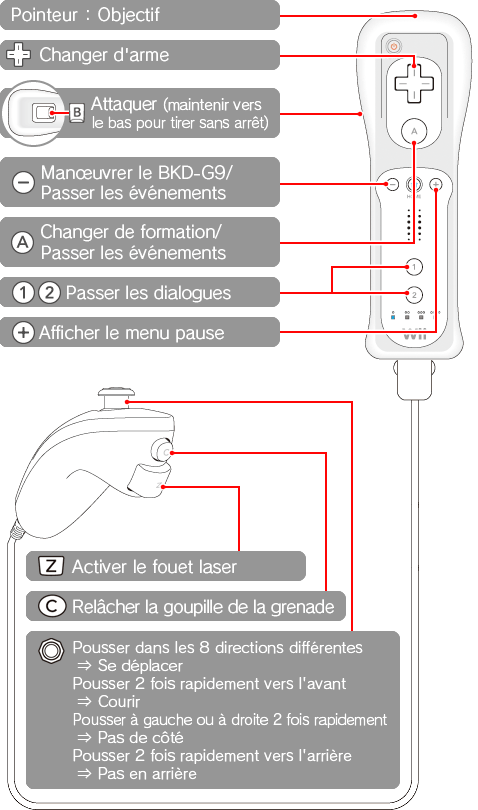 Pointeur : Objectif
Changer d'arme
B Attaquer (maintenir vers
le bas pour tirer sans arrêt)
− Manœuvrer le BKD-G9/
Passer les événements
A Changer de formation/
Passer les événements
1 2 Passer les dialogues
+ Afficher le menu pause
A
− HOME +
1
2
Wii
C
Z
Z Activer le fouet laser
C Relâcher la goupille de la grenade
Pousser dans les 8 directions différentes
⇒ Se déplacer
Pousser 2 fois rapidement vers l'avant
⇒ Courir
Pousser à gauche ou à droite 2 fois rapidement
⇒ Pas de côté
Pousser 2 fois rapidement vers l'arrière
⇒ Pas en arrière